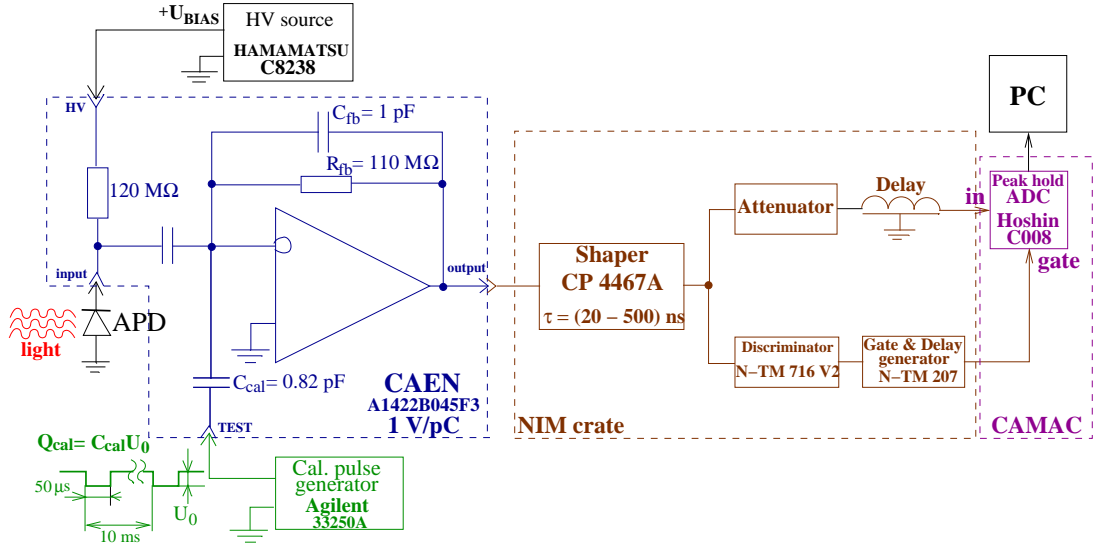 +U_BIAS
HV source
HAMAMATSU
C8238
HV
120 MΩ
C_fb= 1 pF
R_fb= 110 MΩ
input
output
APD
light
C_cal= 0.82 pF
CAEN
A1422B045F3
1 V/pC
TEST
Q_cal= C_cal U_0
50 μs
U_0
10 ms
Cal. pulse
generator
Agilent
33250A
Shaper
CP 4467A
τ = (20 − 500) ns
Attenuator
Delay
Discriminator
N−TM 716 V2
Gate & Delay
generator
N−TM 207
NIM crate
PC
in
Peak hold
ADC
Hoshin
C008
gate
CAMAC